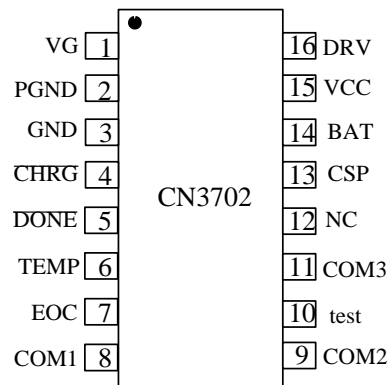 VG 1 16 DRV
PGND 2 15 VCC
GND 3 14 BAT
CHRG 4 13 CSP
CN3702
DONE 5 12 NC
TEMP 6 11 COM3
EOC 7 10 test
COM1 8 9 COM2